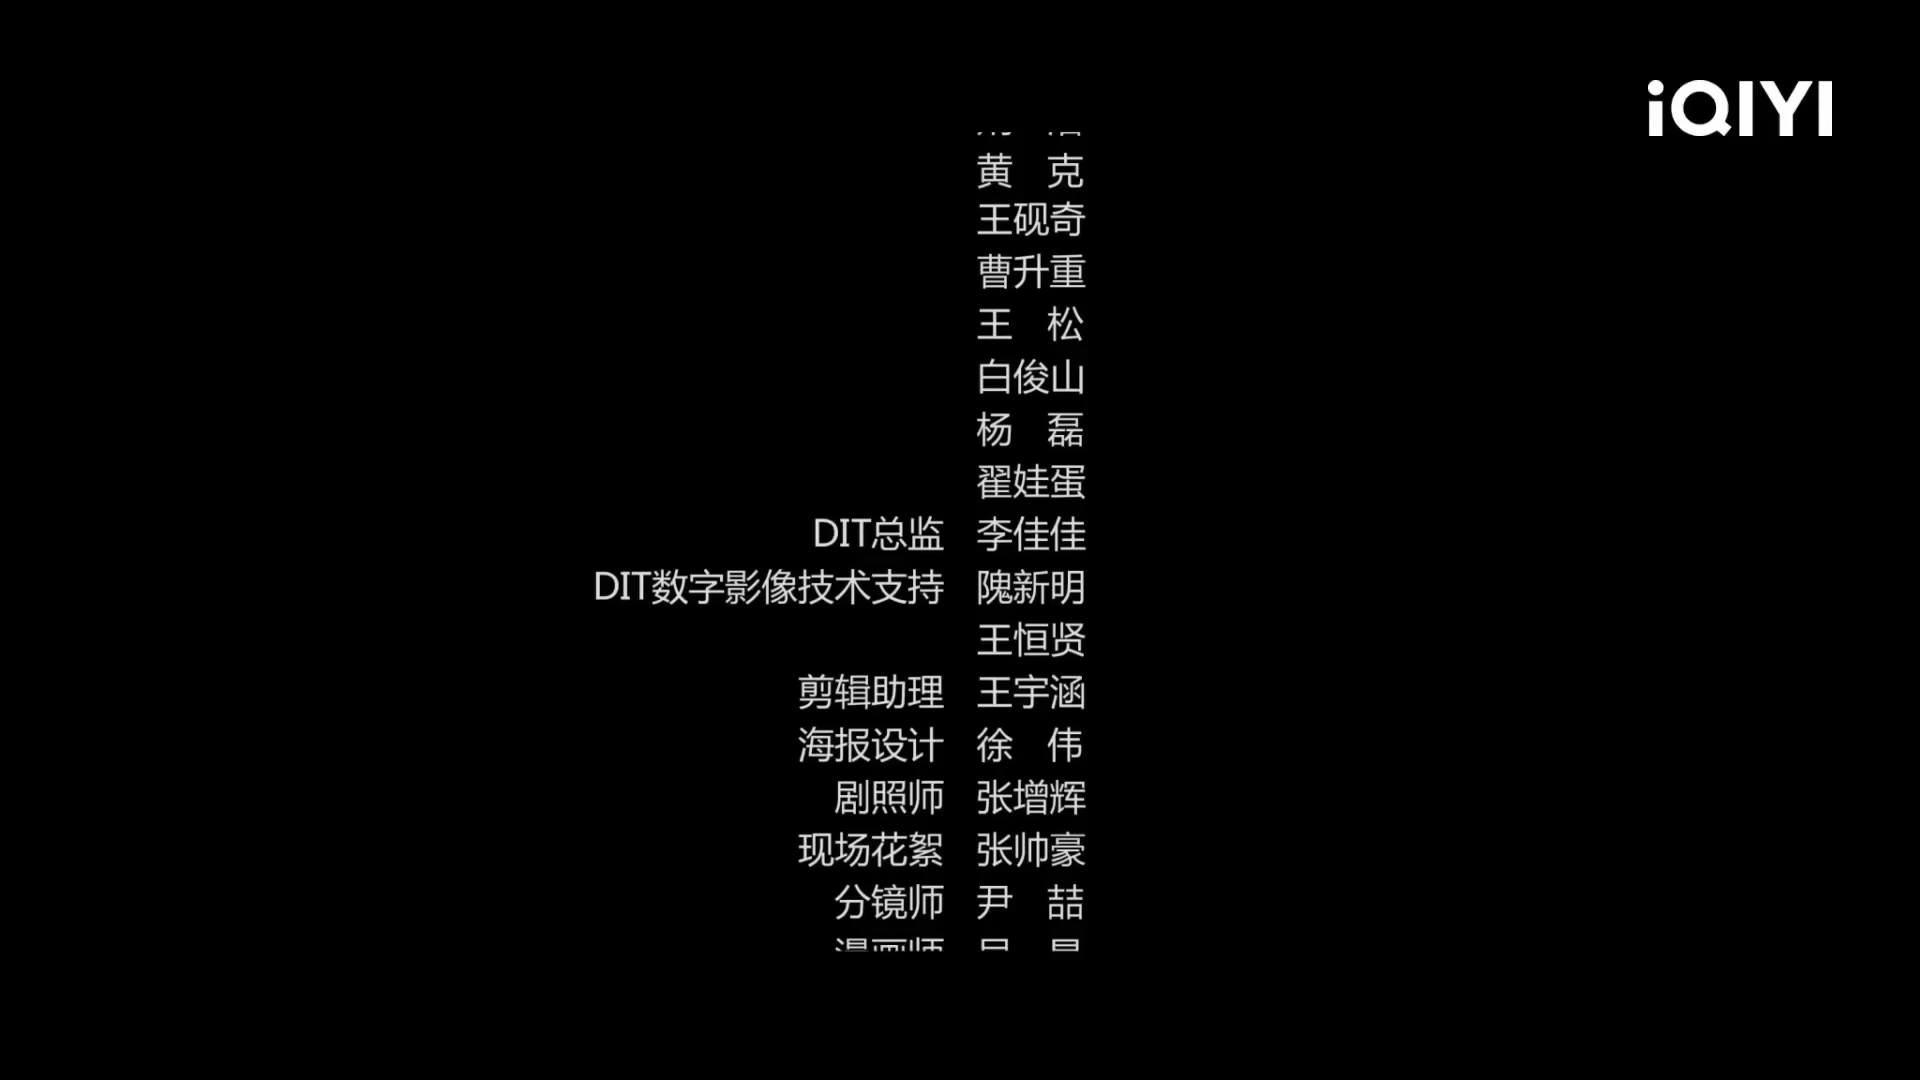 iQIYI
黄　克
王砚奇
曹升重
王　松
白俊山
杨　磊
翟娃蛋
DIT总监　李佳佳
DIT数字影像技术支持　隗新明
王恒贤
剪辑助理　王宇涵
海报设计　徐　伟
剧照师　张增辉
现场花絮　张帅豪
分镜师　尹　喆